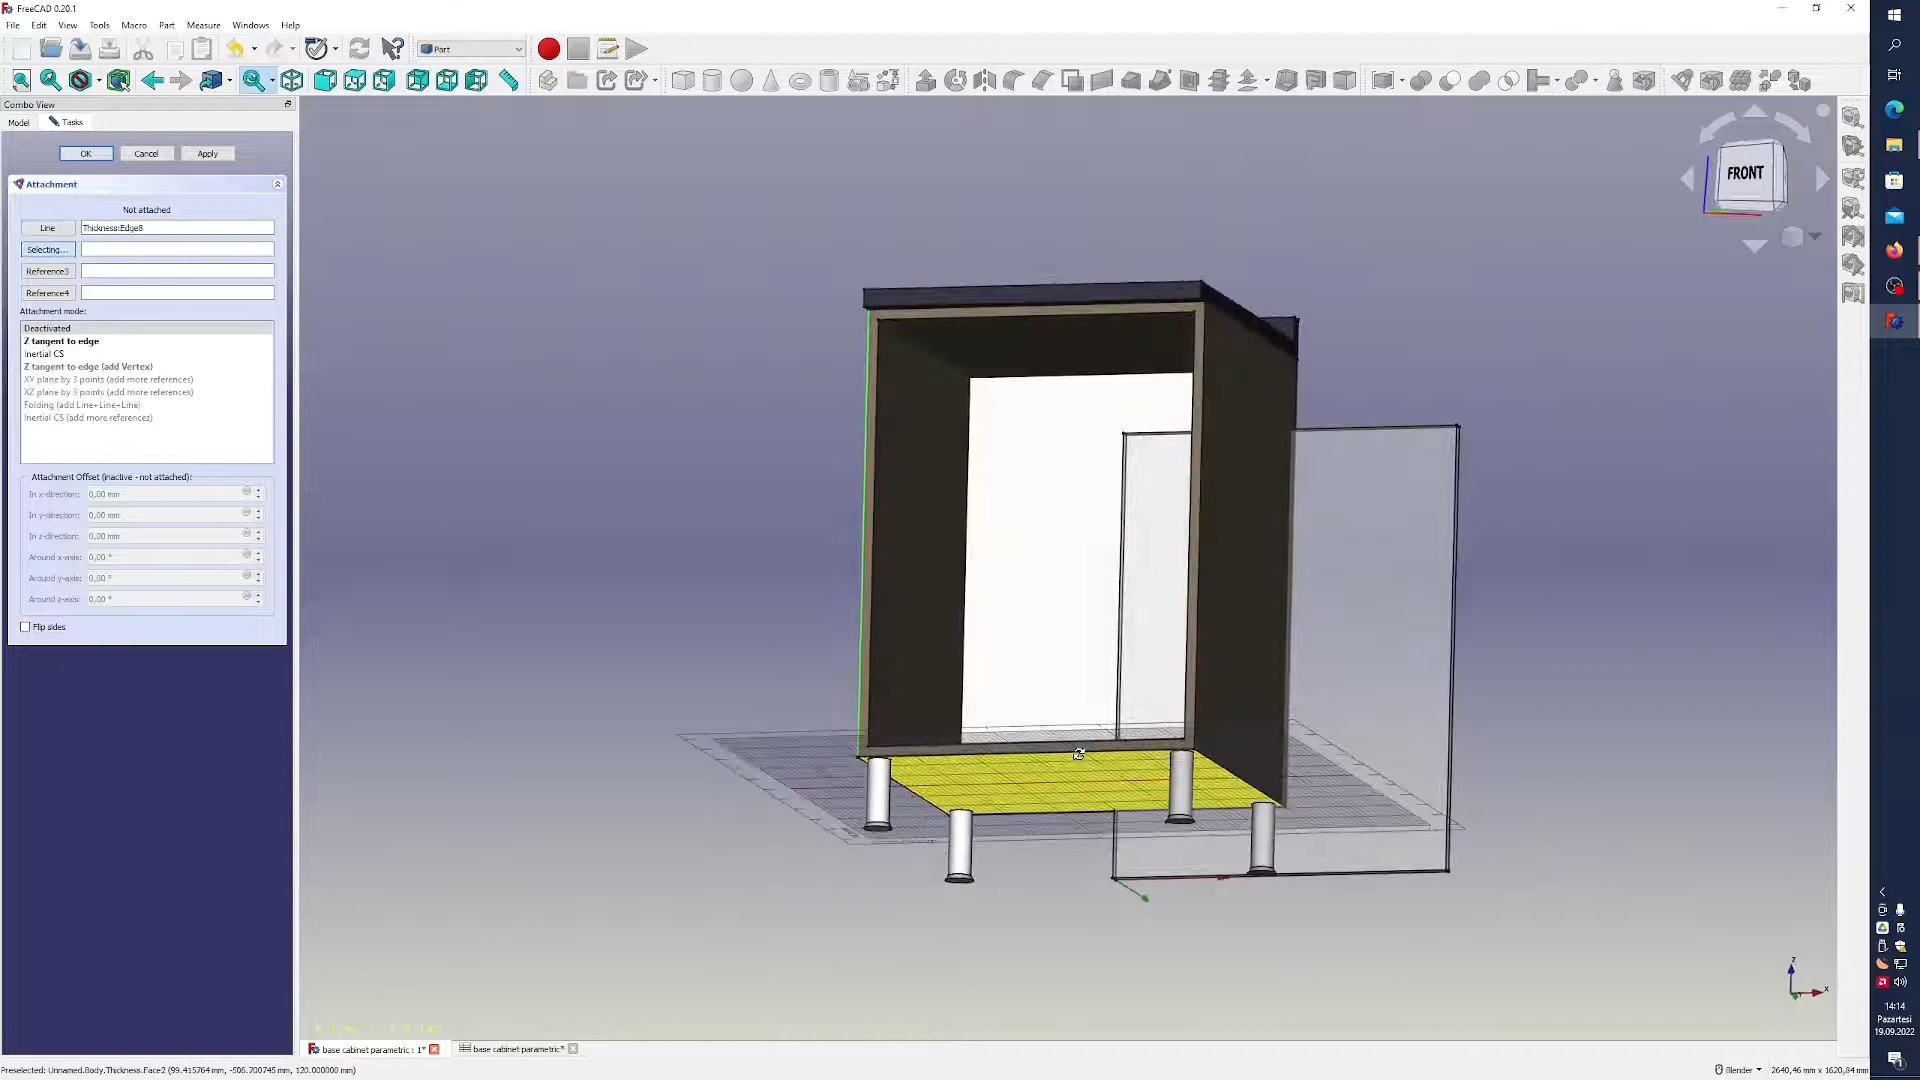 FreeCAD 0.20.1
File Edit View Tools Macro Part Measure Windows Help
Part
Combo View
Model Tasks
OK Cancel Apply
Attachment
Not attached
Line Thickness:Edge8
Selecting...
Reference3
Reference4
Attachment mode:
Deactivated
Z tangent to edge
Inertial CS
Z tangent to edge (add Vertex)
XY plane by 3 points (add more references)
XZ plane by 3 points (add more references)
Folding (add Line+Line+Line)
Inertial CS (add more references)
Attachment Offset (inactive - not attached):
In x-direction: 0,00 mm
In y-direction: 0,00 mm
In z-direction: 0,00 mm
Around x-axis: 0,00 °
Around y-axis: 0,00 °
Around z-axis: 0,00 °
Flip sides
FRONT
Z
X
base cabinet parametric : 1* base cabinet parametric*
Preselected: Unnamed.Body.Thickness.Face2 (99.415764 mm, -506.700745 mm, 120.000000 mm)
Blender 2640,46 mm x 1620,84 mm
14:14
Pazartesi
19.09.2022